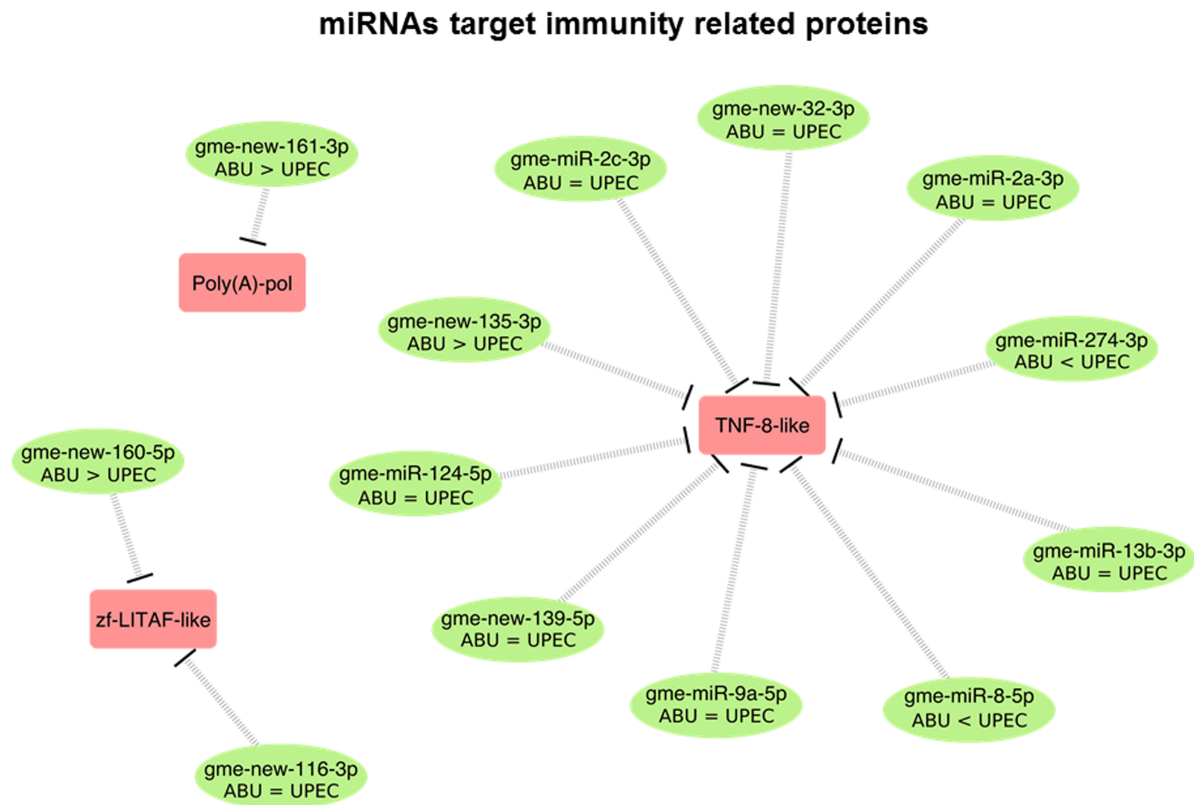 miRNAs target immunity related proteins
gme-new-32-3p
ABU = UPEC
gme-new-161-3p
ABU > UPEC
gme-miR-2c-3p
ABU = UPEC
gme-miR-2a-3p
ABU = UPEC
Poly(A)-pol
gme-new-135-3p
ABU > UPEC
gme-miR-274-3p
ABU < UPEC
TNF-8-like
gme-new-160-5p
ABU > UPEC
gme-miR-124-5p
ABU = UPEC
gme-miR-13b-3p
ABU = UPEC
zf-LITAF-like
gme-new-139-5p
ABU = UPEC
gme-miR-9a-5p
ABU = UPEC
gme-miR-8-5p
ABU < UPEC
gme-new-116-3p
ABU = UPEC